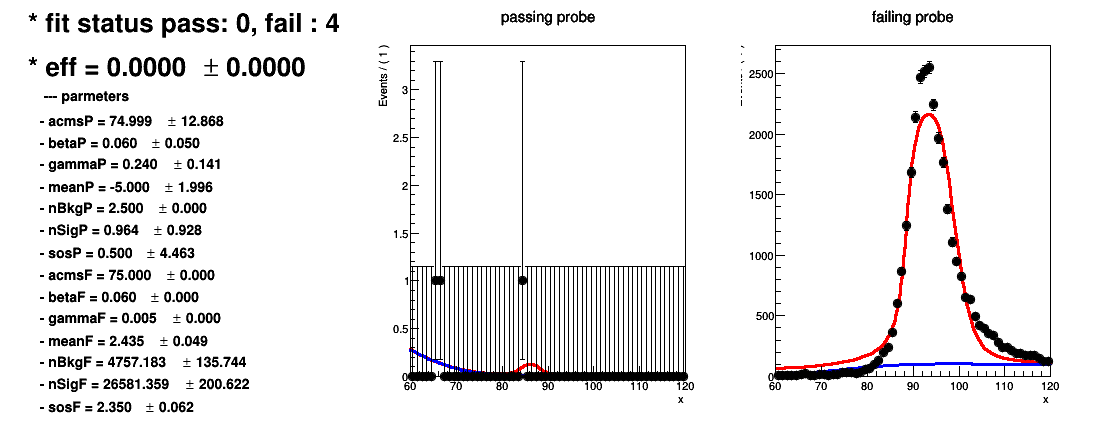 * fit status pass: 0, fail : 4
* eff = 0.0000 ± 0.0000
--- parmeters
- acmsP = 74.999 ± 12.868
- betaP = 0.060 ± 0.050
- gammaP = 0.240 ± 0.141
- meanP = -5.000 ± 1.996
- nBkgP = 2.500 ± 0.000
- nSigP = 0.964 ± 0.928
- sosP = 0.500 ± 4.463
- acmsF = 75.000 ± 0.000
- betaF = 0.060 ± 0.000
- gammaF = 0.005 ± 0.000
- meanF = 2.435 ± 0.049
- nBkgF = 4757.183 ± 135.744
- nSigF = 26581.359 ± 200.622
- sosF = 2.350 ± 0.062
passing probe
Events / ( 1 )
3
2.5
2
1.5
1
0.5
0
60 70 80 90 100 110 120
x
failing probe
2500
2000
1500
1000
500
0
60 70 80 90 100 110 120
x